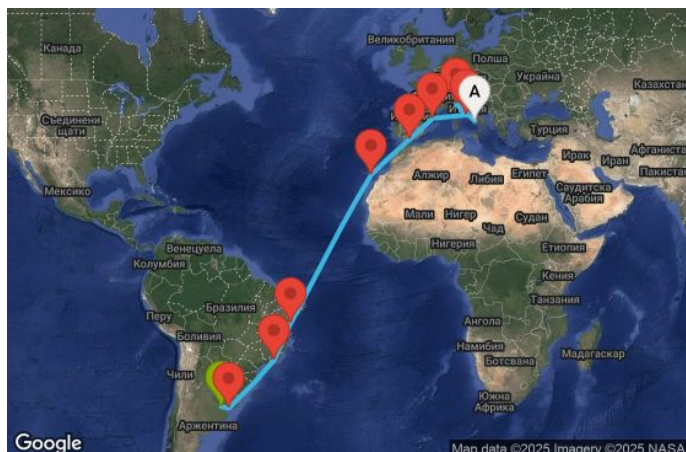 Канада
Великобритания
Полша
Украйна
Казахстан
A
Съединени
щати
Турция
Мексико
Алжир
Либия
Египет
Ирак
Иран
Афганистан
Пакистан
Саудитска
Арабия
Мали
Нигер
Чад
Судан
Нигерия
Етиопия
Венецуела
Колумбия
Кения
Танзания
Перу
Бразилия
Боливия
Ангола
Намибия
Ботсвана
Мадагаскар
Чили
Южна
Африка
Аржентина
Google
Map data ©2025 Imagery ©2025 NASA